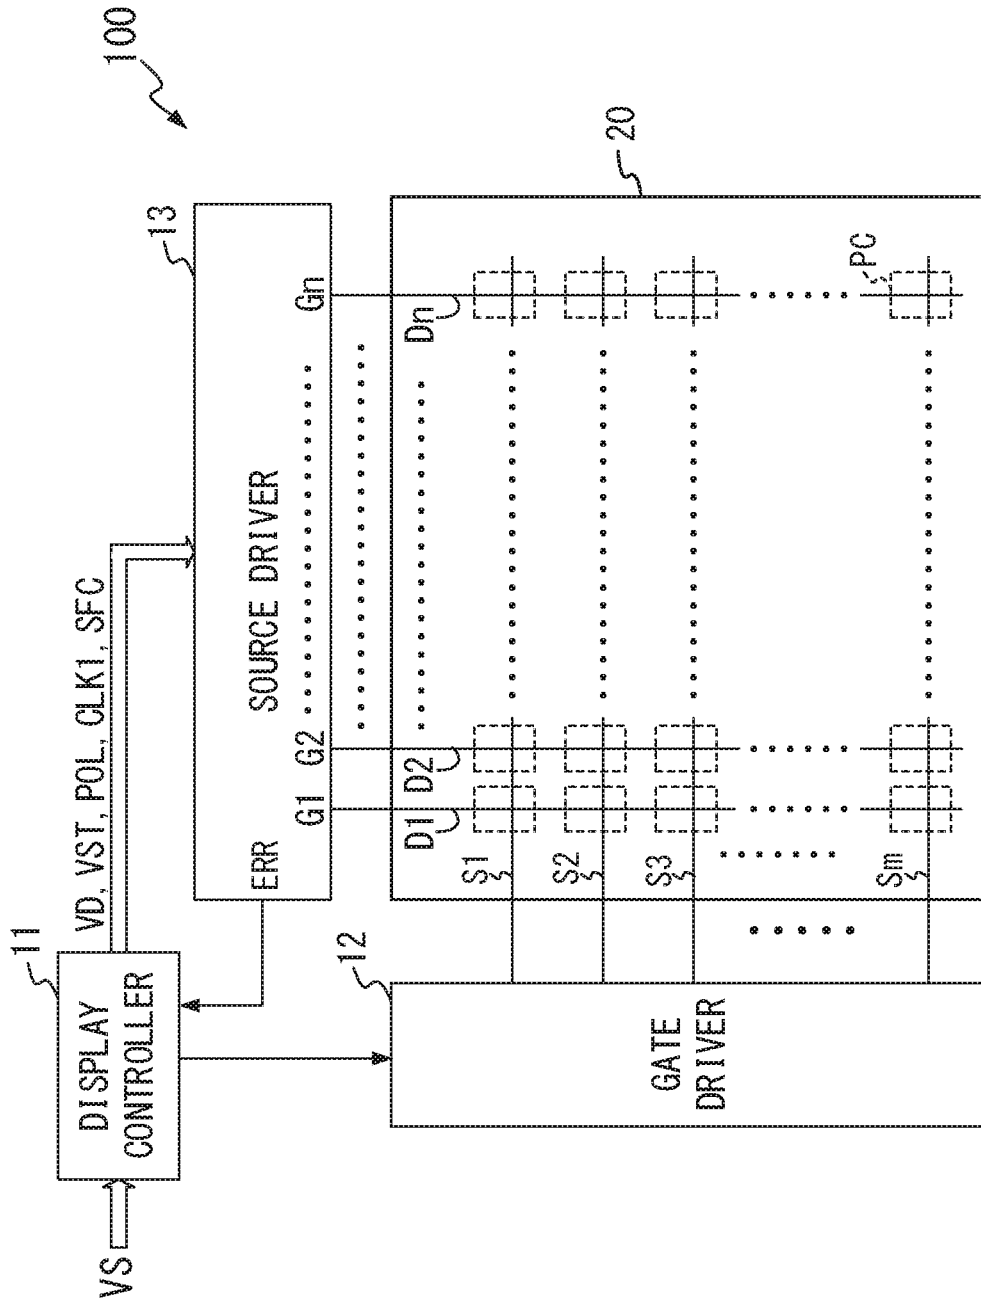 100
VS
DISPLAY
CONTROLLER
11
VD, VST, POL, CLK1, SFC
13
SOURCE DRIVER
ERR
G1
G2
Gn
12
GATE
DRIVER
20
D1
D2
Dn
S1
S2
S3
Sm
PC